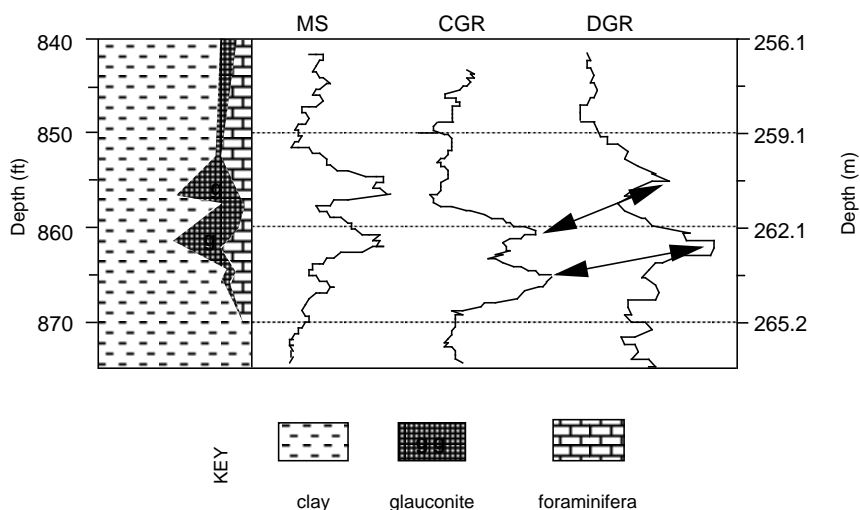 MS CGR DGR
840 256.1
850 259.1
860 262.1
870 265.2
Depth (ft)
Depth (m)
g
KEY
clay glauconite foraminifera